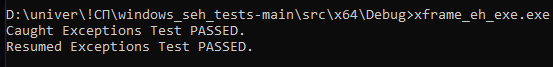 D:\univer\!СП\windows_seh_tests-main\src\x64\Debug>xframe_eh_exe.exe
Caught Exceptions Test PASSED.
Resumed Exceptions Test PASSED.